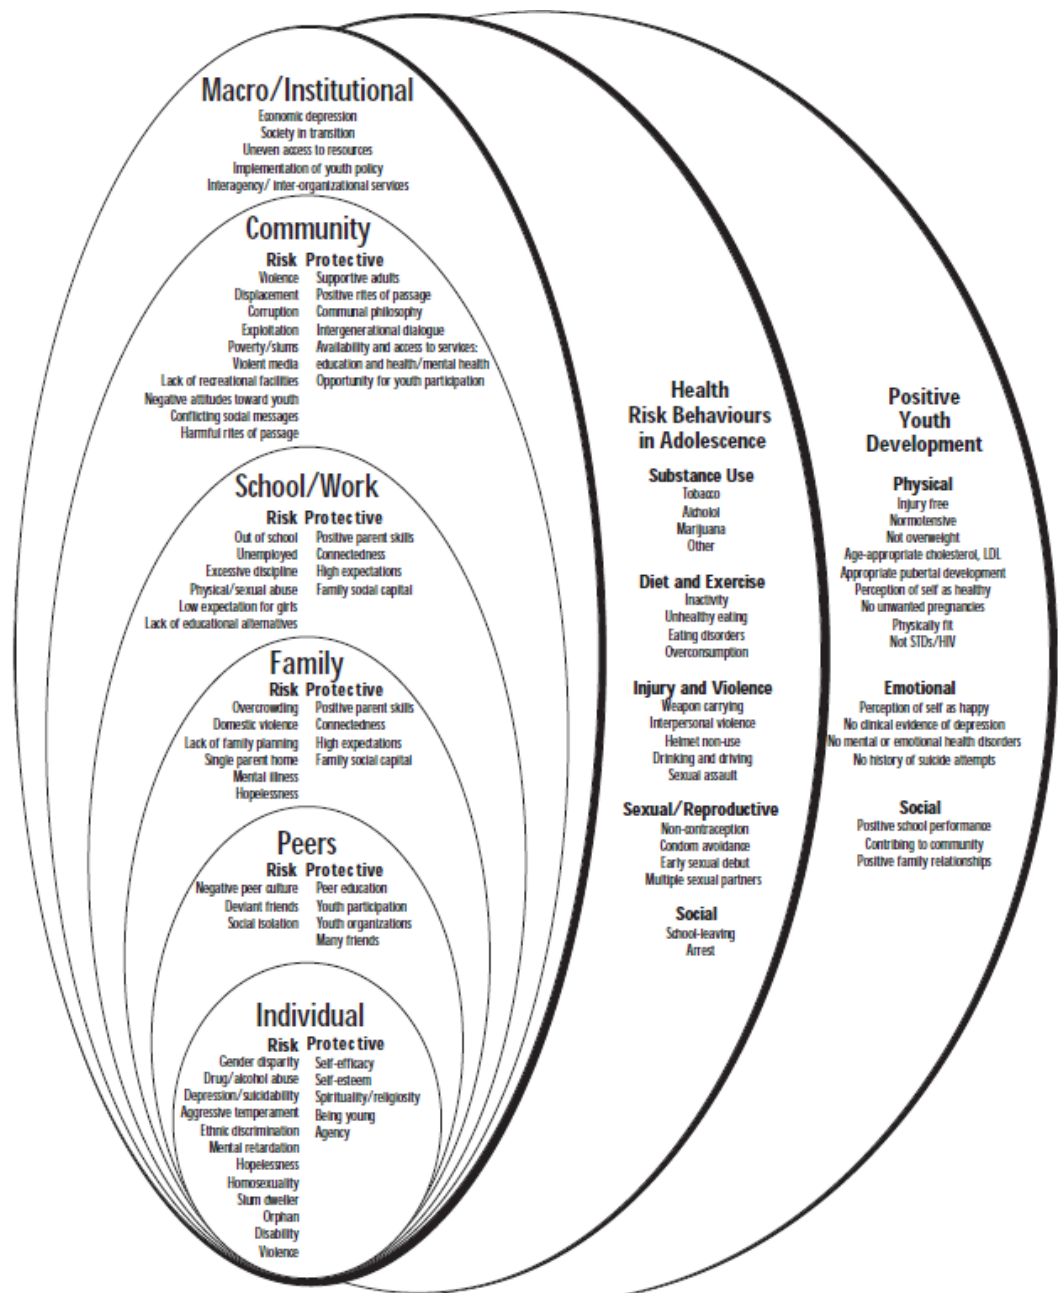 Macro/Institutional
Economic depression
Society in transition
Uneven access to resources
Implementation of youth policy
Interagency/ inter-organizational services
Community
Risk Protective
Violence Supportive adults
Displacement Positive rites of passage
Corruption Communal philosophy
Exploitation Intergenerational dialogue
Poverty/slums Availability and access to services:
Violent media education and health/mental health
Lack of recreational facilities Opportunity for youth participation
Negative attitudes toward youth
Conflicting social messages
Harmful rites of passage
School/Work
Risk Protective
Out of school Positive parent skills
Unemployed Connectedness
Excessive discipline High expectations
Physical/sexual abuse Family social capital
Low expectation for girls
Lack of educational alternatives
Family
Risk Protective
Overcrowding Positive parent skills
Domestic violence Connectedness
Lack of family planning High expectations
Single parent home Family social capital
Mental illness
Hopelessness
Peers
Risk Protective
Negative peer culture Peer education
Deviant friends Youth participation
Social isolation Youth organizations
Many friends
Individual
Risk Protective
Gender disparity Self-efficacy
Drug/alcohol abuse Self-esteem
Depression/suicidability Spirituality/religiosity
Aggressive temperament Being young
Ethnic discrimination Agency
Mental retardation
Hopelessness
Homosexuality
Slum dweller
Orphan
Disability
Violence
Health
Risk Behaviours
in Adolescence
Substance Use
Tobacco
Alcholol
Marijuana
Other
Diet and Exercise
Inactivity
Unhealthy eating
Eating disorders
Overconsumption
Injury and Violence
Weapon carrying
Interpersonal violence
Helmet non-use
Drinking and driving
Sexual assault
Sexual/Reproductive
Non-contraception
Condom avoidance
Early sexual debut
Multiple sexual partners
Social
School-leaving
Arrest
Positive
Youth
Development
Physical
Injury free
Normotensive
Not overweight
Age-appropriate cholesterol, LDL
Appropriate pubertal development
Perception of self as healthy
No unwanted pregnancies
Physically fit
Not STDs/HIV
Emotional
Perception of self as happy
No clinical evidence of depression
No mental or emotional health disorders
No history of suicide attempts
Social
Positive school performance
Contribing to community
Positive family relationships